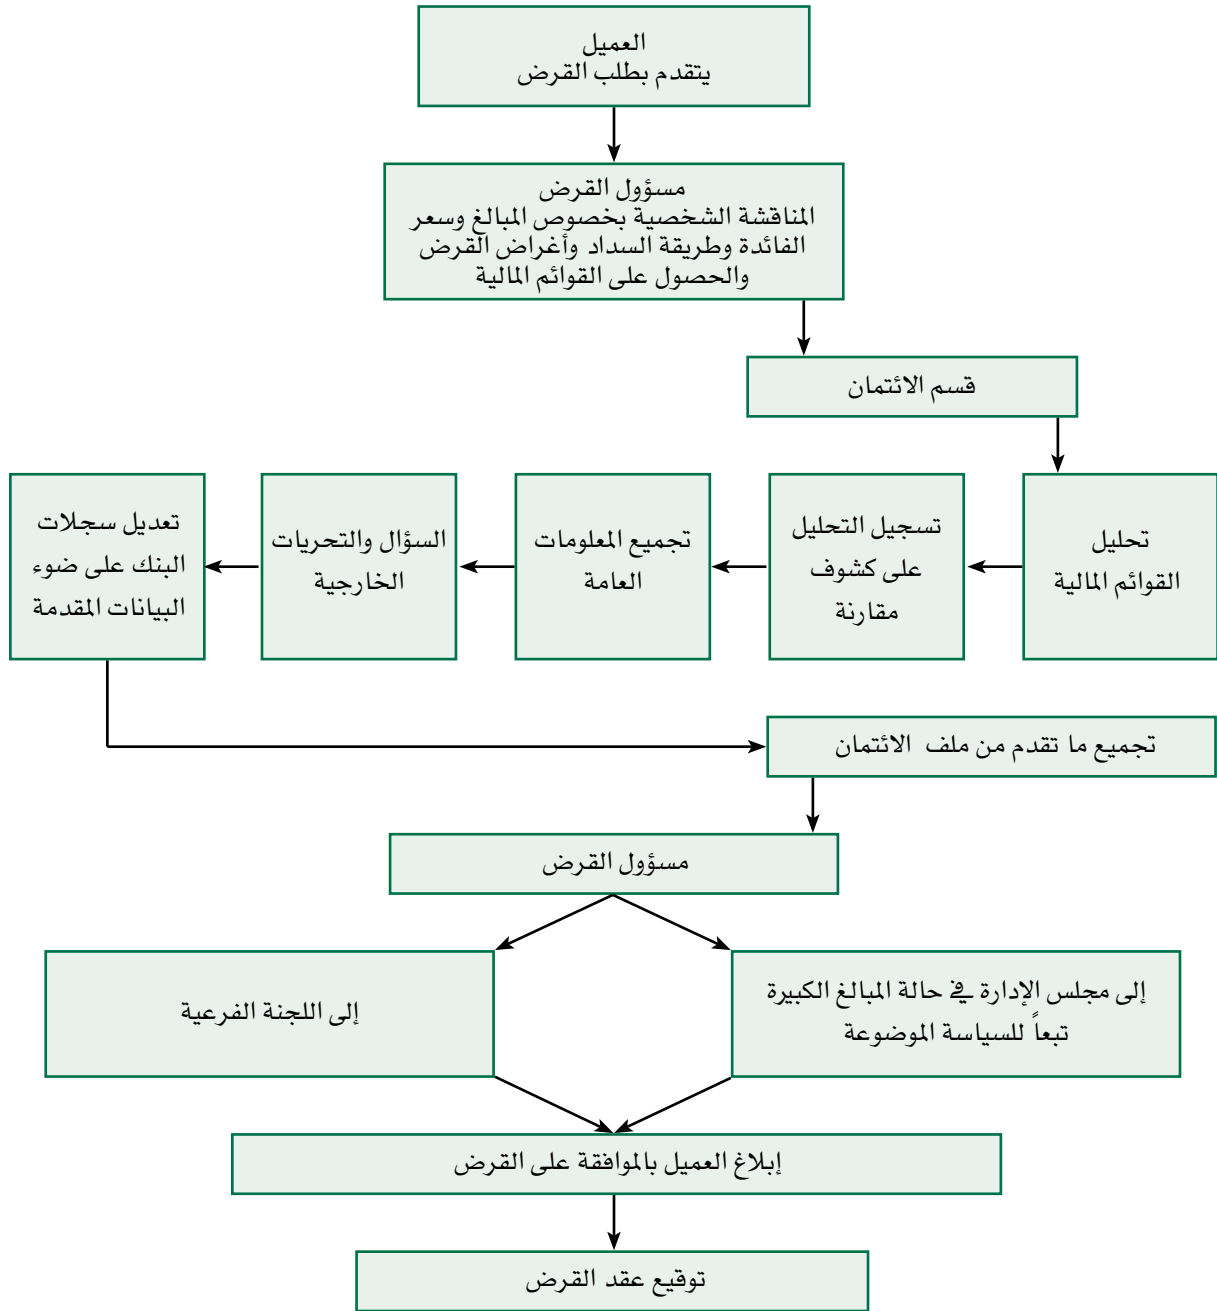 العميل
يتقدم بطلب القرض
مسؤول القرض
المناقشة الشخصية بخصوص المبالغ وسعر
الفائدة وطريقة السداد وأغراض القرض
والحصول على القوائم المالية
قسم الائتمان
تحليل
القوائم المالية
تسجيل التحليل
على كشوف
مقارنة
تجميع المعلومات
العامة
السؤال والتحريات
الخارجية
تعديل سجلات
البنك على ضوء
البيانات المقدمة
تجميع ما تقدم من ملف الائتمان
مسؤول القرض
إلى مجلس الإدارة في حالة المبالغ الكبيرة
تبعاً للسياسة الموضوعة
إلى اللجنة الفرعية
إبلاغ العميل بالموافقة على القرض
توقيع عقد القرض